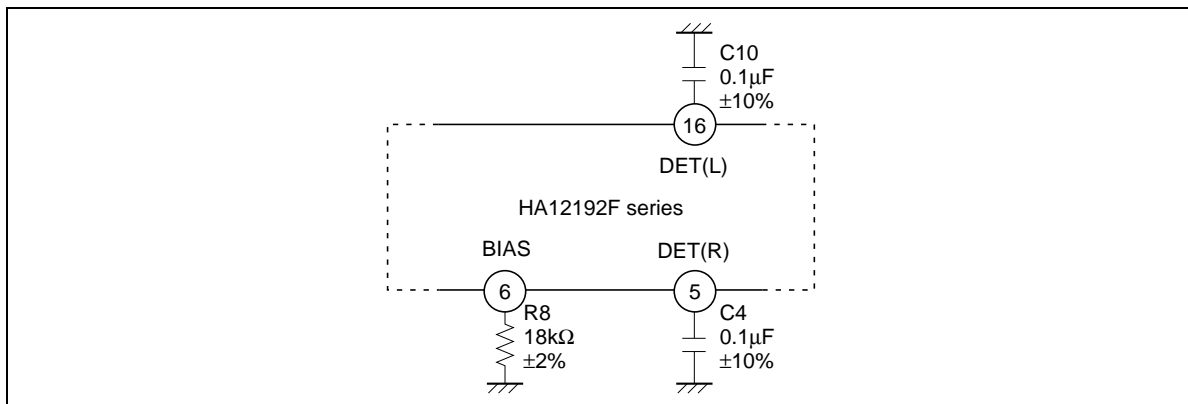 C10
0.1μF
±10%
16
DET(L)
HA12192F series
BIAS
DET(R)
6
5
R8
18kΩ
±2%
C4
0.1μF
±10%